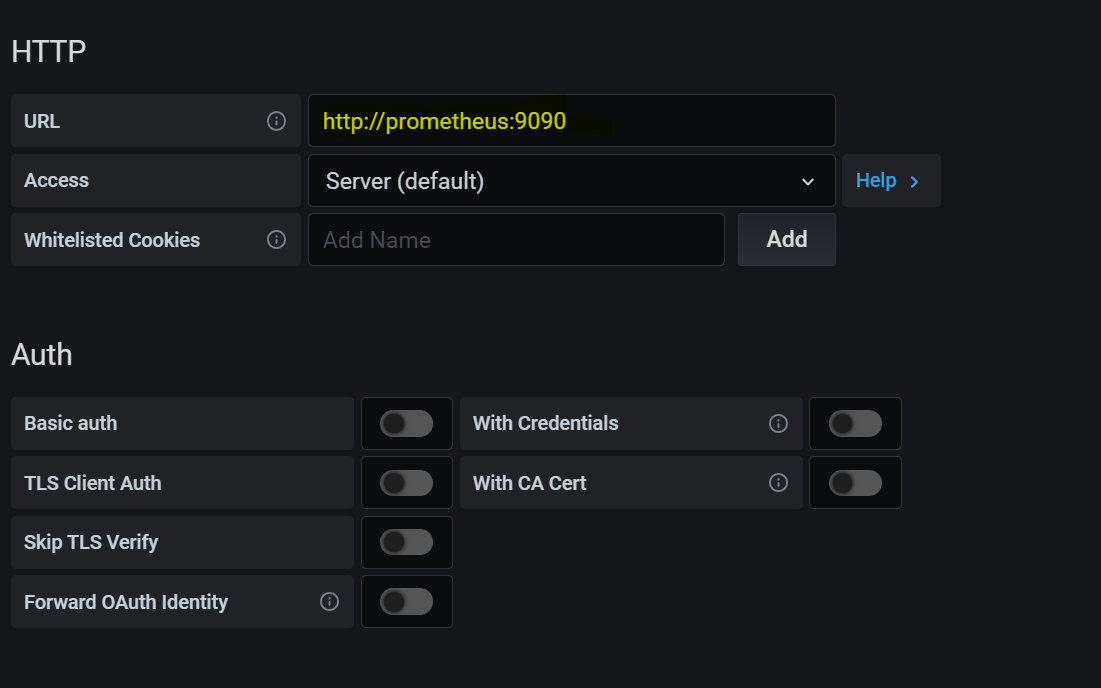 HTTP
URL http://prometheus:9090
Access Server (default) Help
Whitelisted Cookies Add Name Add
Auth
Basic auth With Credentials
TLS Client Auth With CA Cert
Skip TLS Verify
Forward OAuth Identity